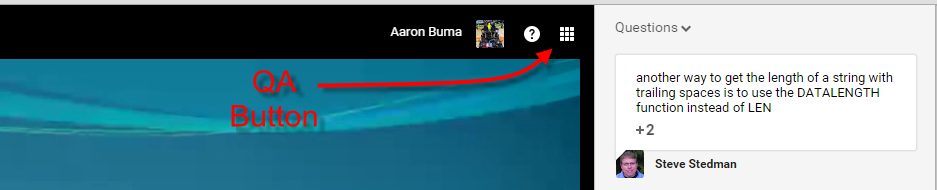 Aaron Buma
?
QA
Button
Questions
another way to get the length of a string with
trailing spaces is to use the DATALENGTH
function instead of LEN
+2
Steve Stedman